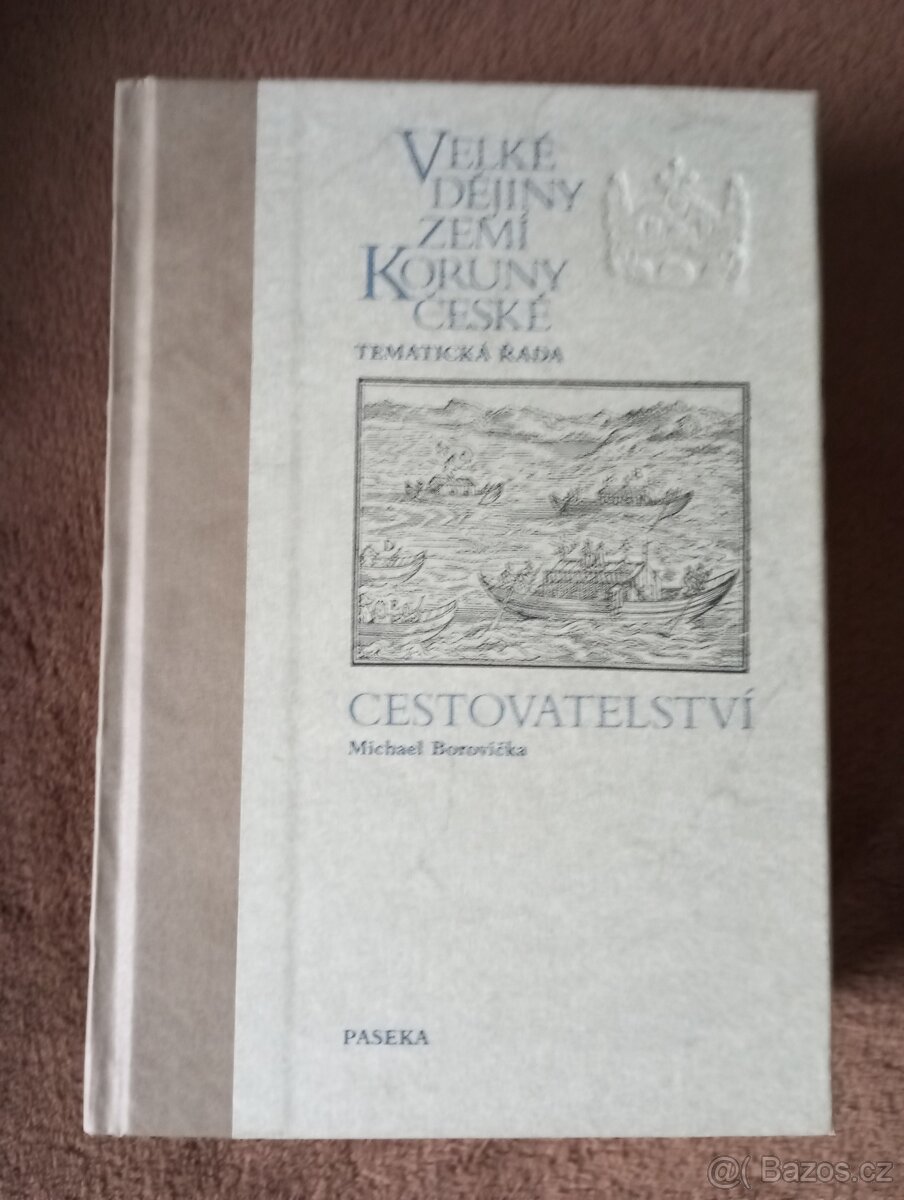 VELKÉ
DĚJINY
ZEMÍ
KORUNY
ČESKÉ
TEMATICKÁ ŘADA
CESTOVATELSTVÍ
Michael Borovička
PASEKA
@( Bazos.cz